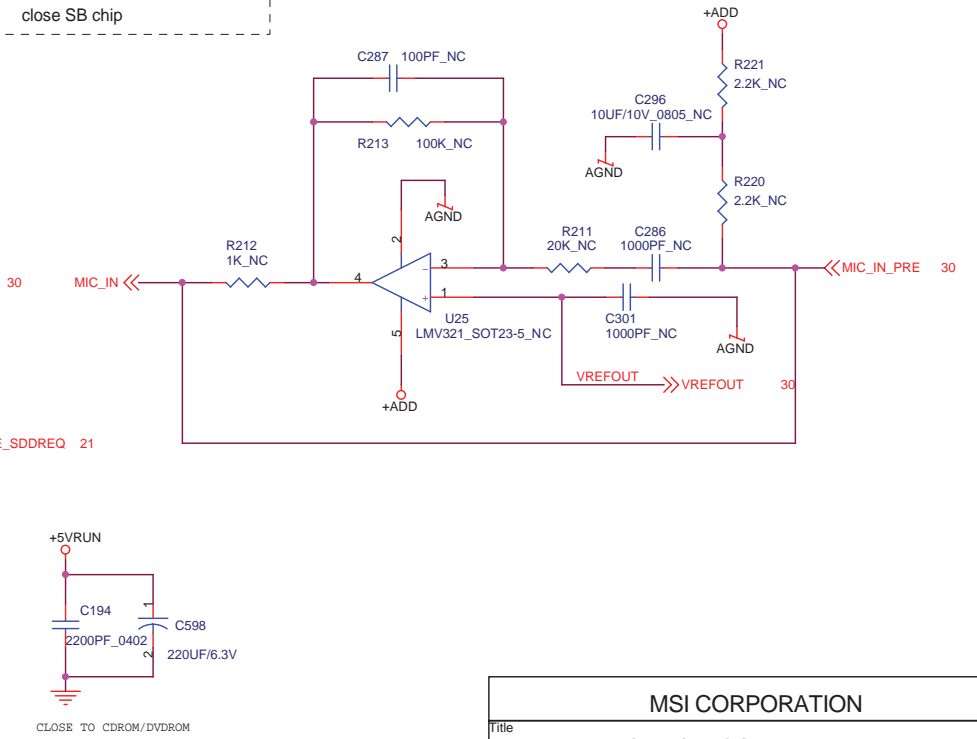 close SB chip
+ADD
C287 100PF_NC
R221
2.2K_NC
C296
10UF/10V_0805_NC
R213 100K_NC
AGND
R220
2.2K_NC
AGND
2
R212
1K_NC
R211
20K_NC
C286
1000PF_NC
30
MIC_IN
4
3
-
MIC_IN_PRE 30
1
+
U25
LMV321_SOT23-5_NC
C301
1000PF_NC
5
AGND
VREFOUT
VREFOUT 30
+ADD
_SDDREQ 21
+5VRUN
C194
2200PF_0402
1
C598
2
220UF/6.3V
CLOSE TO CDROM/DVDROM
MSI CORPORATION
Title